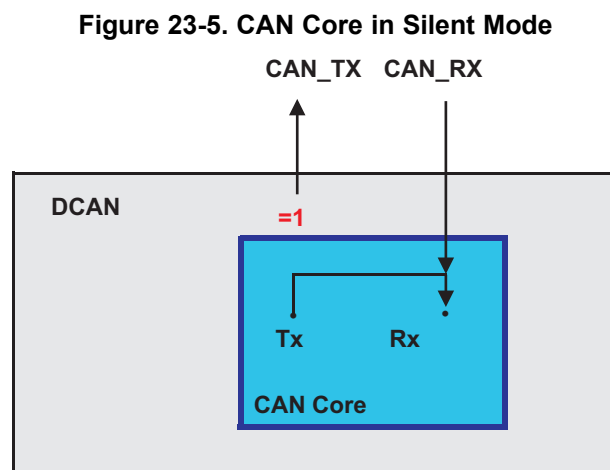 Figure 23-5. CAN Core in Silent Mode
CAN_TX CAN_RX
DCAN
=1
Tx Rx
CAN Core